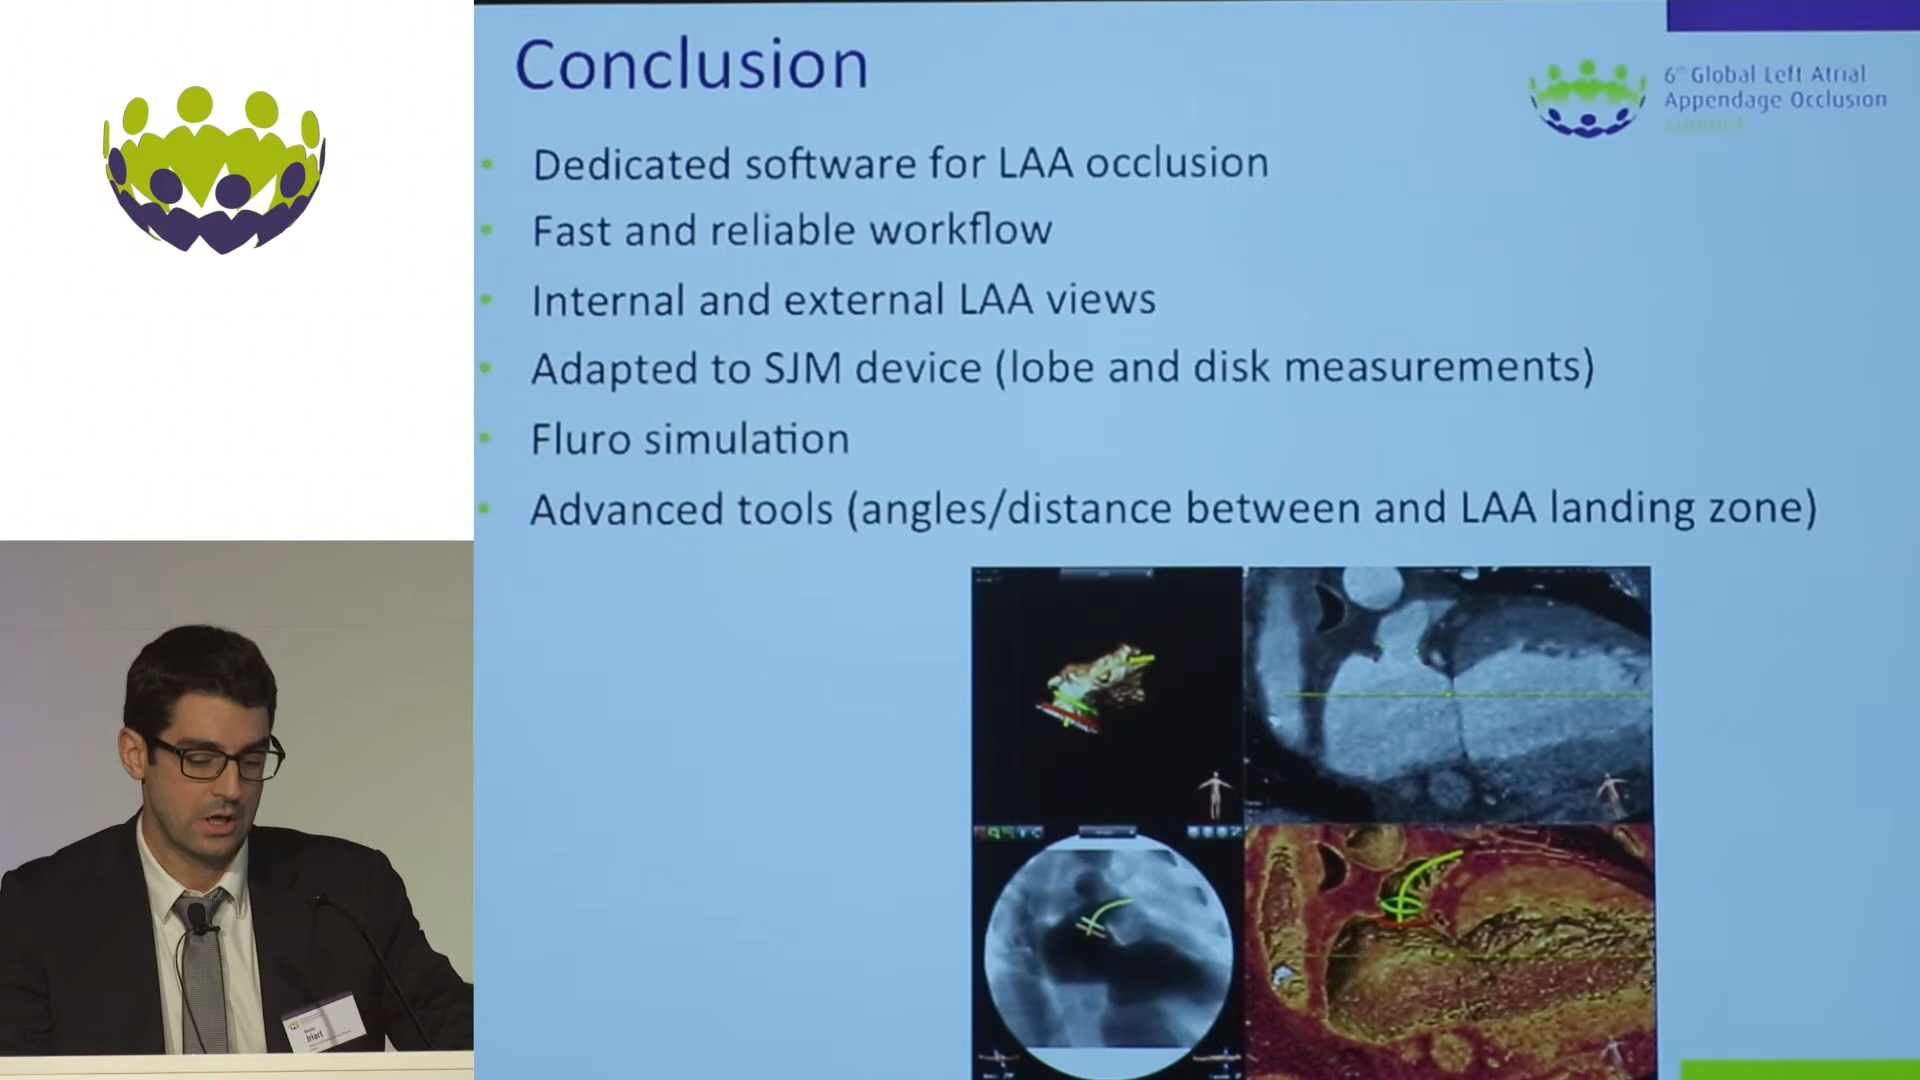 Conclusion
6th Global Left Atrial
Appendage Occlusion
Summit
• Dedicated software for LAA occlusion
• Fast and reliable workflow
• Internal and external LAA views
• Adapted to SJM device (lobe and disk measurements)
• Fluro simulation
• Advanced tools (angles/distance between and LAA landing zone)
Iriart